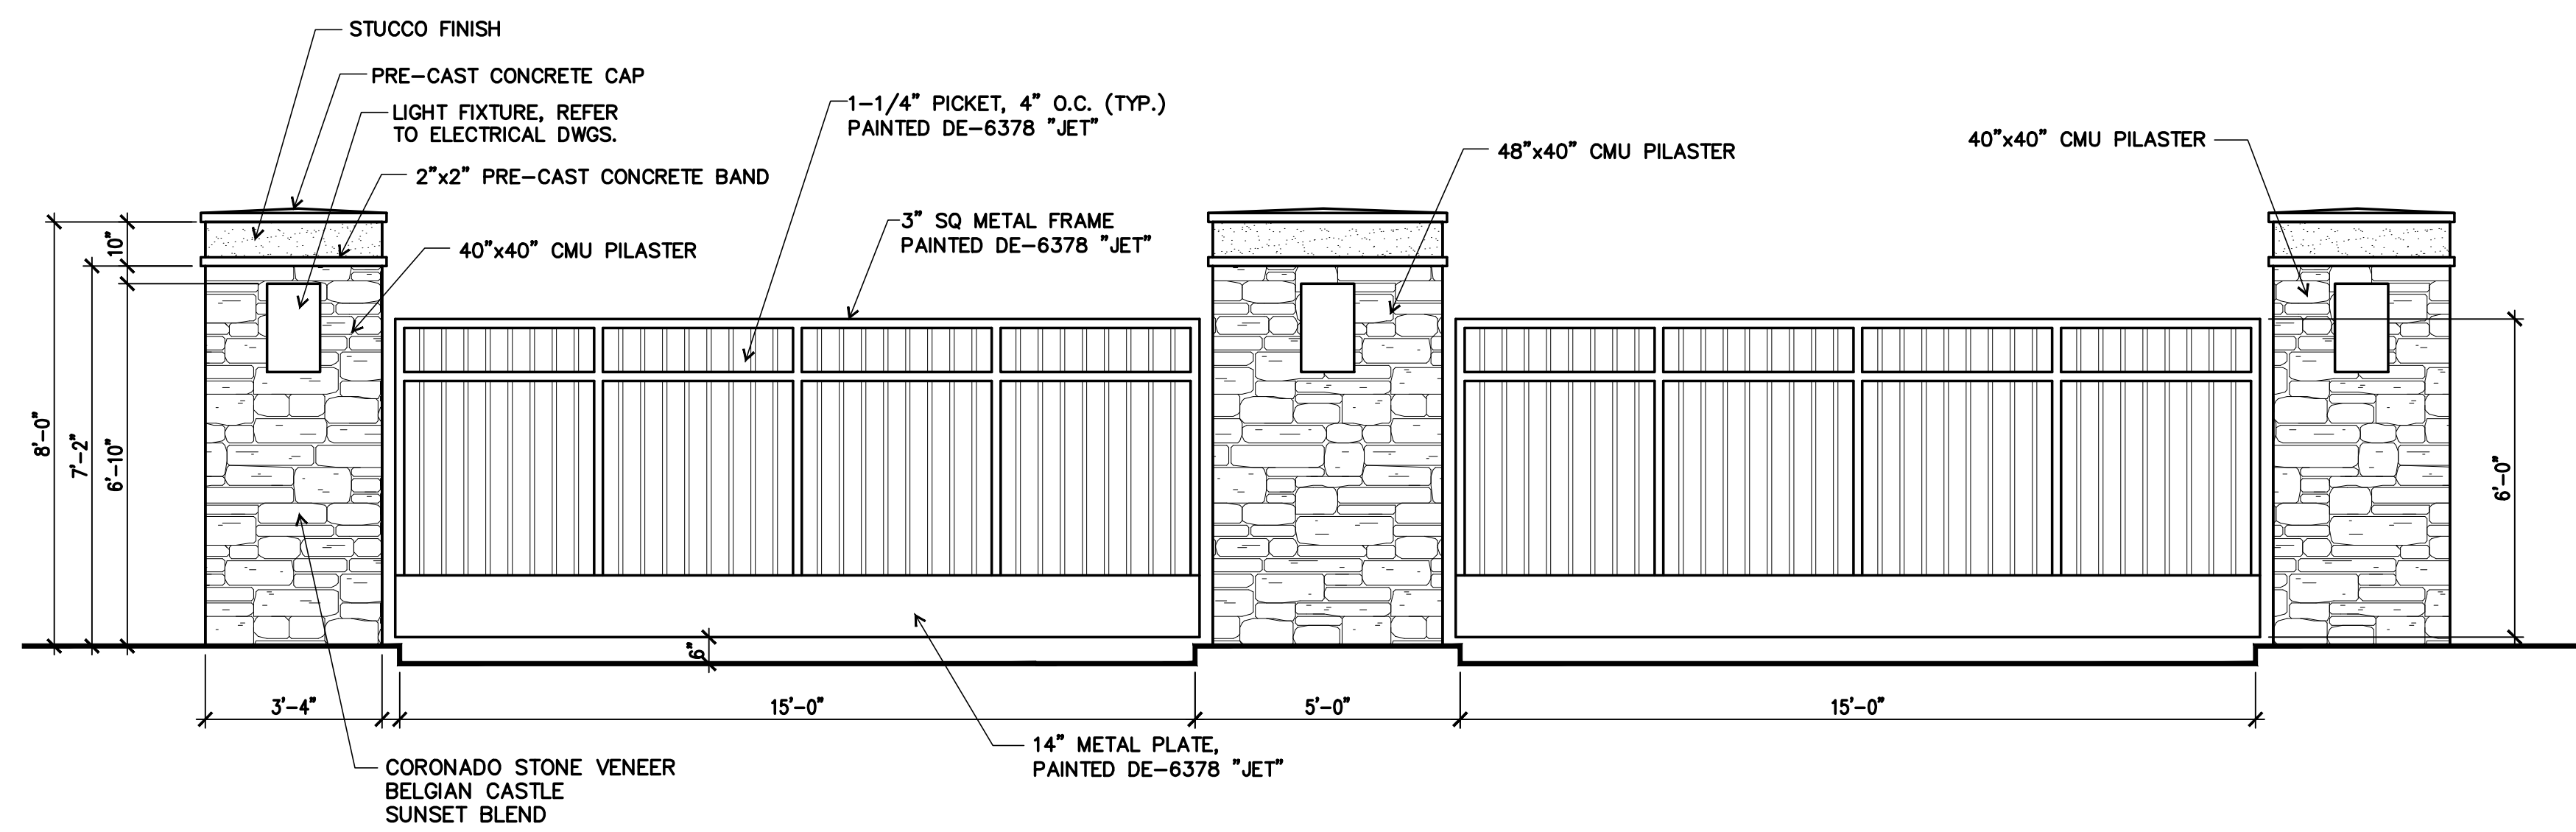 STUCCO FINISH
PRE-CAST CONCRETE CAP
LIGHT FIXTURE, REFER
TO ELECTRICAL DWGS.
2"x2" PRE-CAST CONCRETE BAND
40"x40" CMU PILASTER
1-1/4" PICKET, 4" O.C. (TYP.)
PAINTED DE-6378 "JET"
3" SQ METAL FRAME
PAINTED DE-6378 "JET"
48"x40" CMU PILASTER
40"x40" CMU PILASTER
10"
8'-0"
7'-2"
6'-10"
6'-0"
6"
3'-4"
15'-0"
5'-0"
15'-0"
14" METAL PLATE,
PAINTED DE-6378 "JET"
CORONADO STONE VENEER
BELGIAN CASTLE
SUNSET BLEND